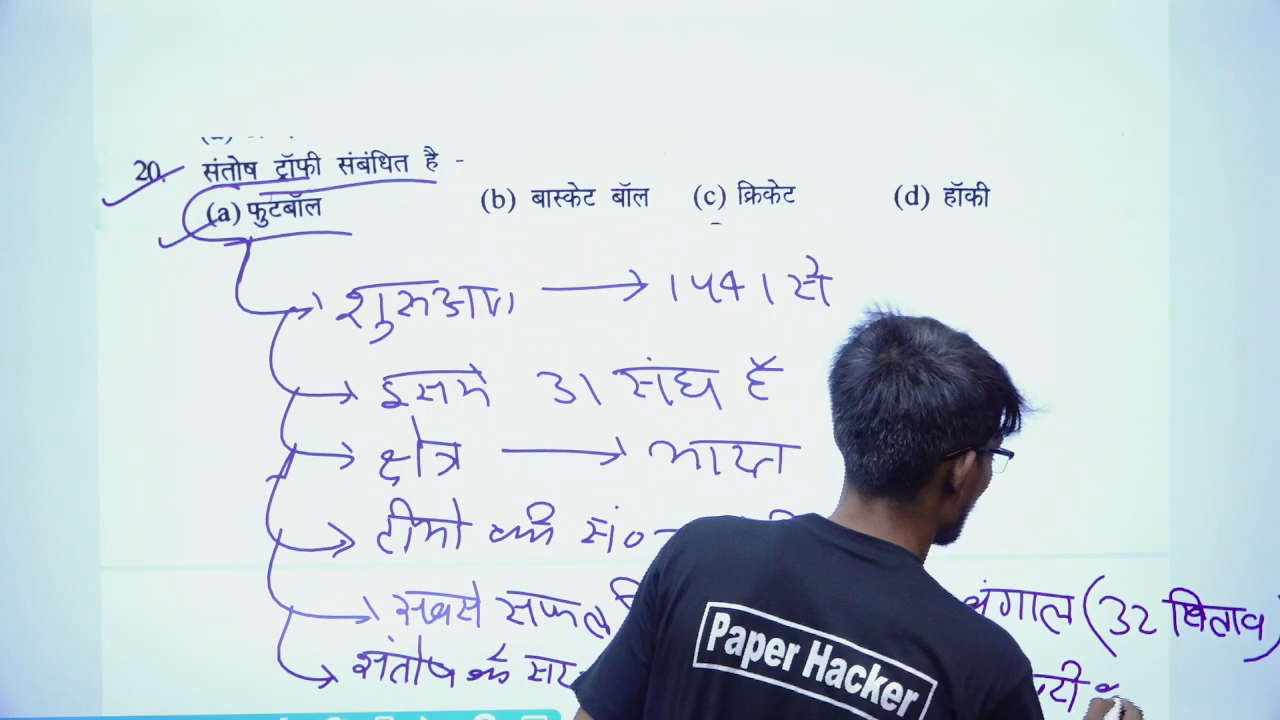 20. संतोष ट्रॉफी संबंधित है -
(a) फुटबॉल (b) बास्केट बॉल (c) क्रिकेट (d) हॉकी
शुरुआत → 1941 से
इसमे 31 संघ हैं
क्षेत्र → भारत
टीमो की सं०
सबसे सफल बंगाल (32 खिताब)
संतोष के
Paper Hacker